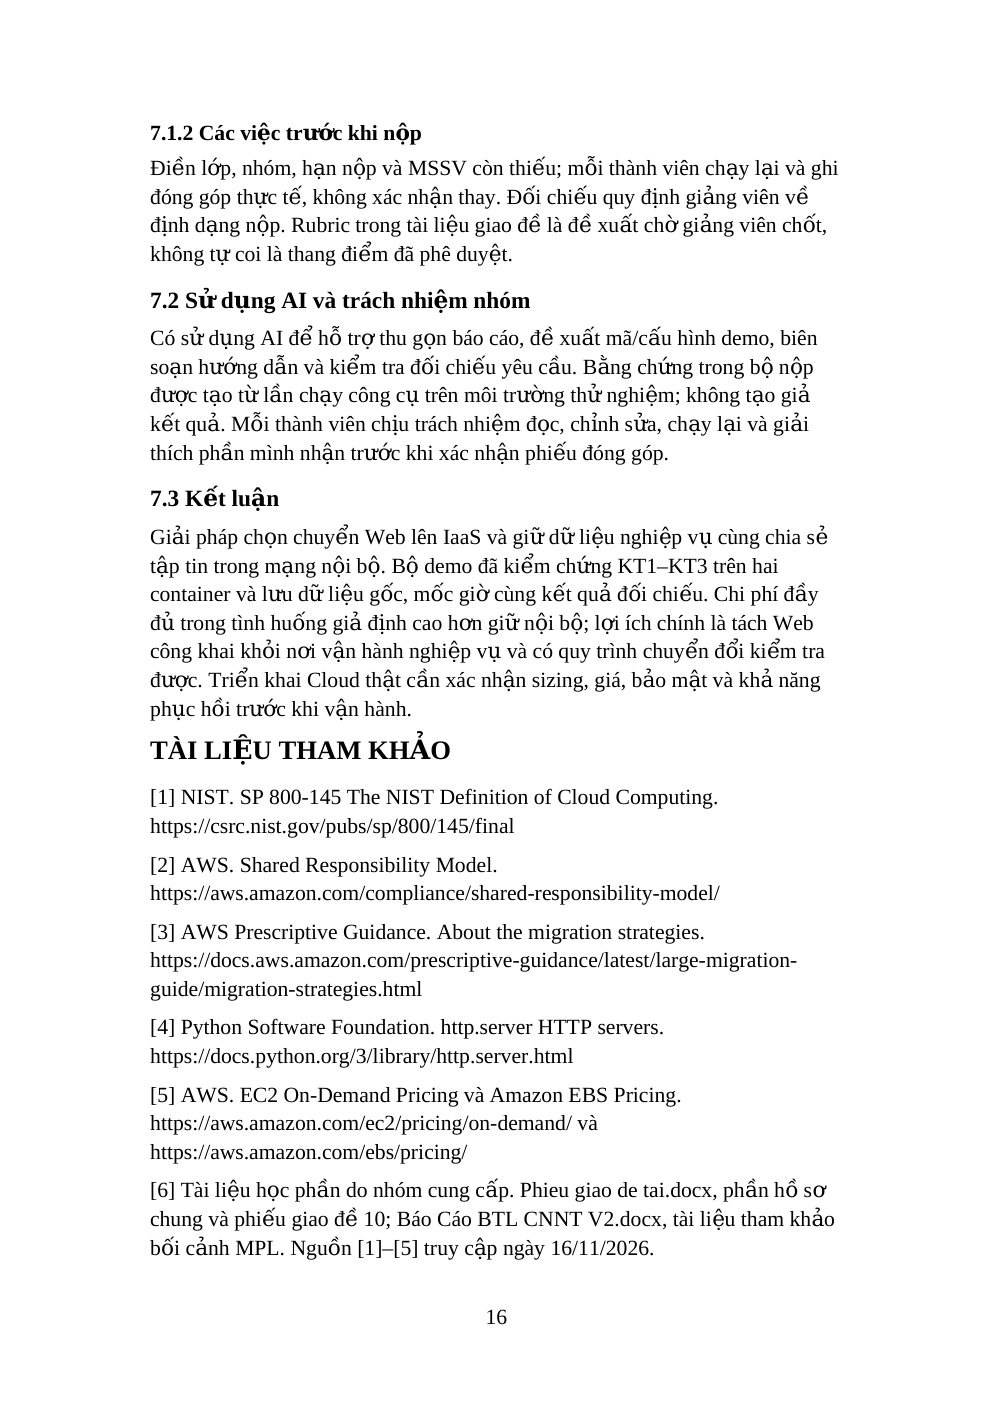 7.1.2 Các việc trước khi nộp
Điền lớp, nhóm, hạn nộp và MSSV còn thiếu; mỗi thành viên chạy lại và ghi
đóng góp thực tế, không xác nhận thay. Đối chiếu quy định giảng viên về
định dạng nộp. Rubric trong tài liệu giao đề là đề xuất chờ giảng viên chốt,
không tự coi là thang điểm đã phê duyệt.
7.2 Sử dụng AI và trách nhiệm nhóm
Có sử dụng AI để hỗ trợ thu gọn báo cáo, đề xuất mã/cấu hình demo, biên
soạn hướng dẫn và kiểm tra đối chiếu yêu cầu. Bằng chứng trong bộ nộp
được tạo từ lần chạy công cụ trên môi trường thử nghiệm; không tạo giả
kết quả. Mỗi thành viên chịu trách nhiệm đọc, chỉnh sửa, chạy lại và giải
thích phần mình nhận trước khi xác nhận phiếu đóng góp.
7.3 Kết luận
Giải pháp chọn chuyển Web lên IaaS và giữ dữ liệu nghiệp vụ cùng chia sẻ
tập tin trong mạng nội bộ. Bộ demo đã kiểm chứng KT1–KT3 trên hai
container và lưu dữ liệu gốc, mốc giờ cùng kết quả đối chiếu. Chi phí đầy
đủ trong tình huống giả định cao hơn giữ nội bộ; lợi ích chính là tách Web
công khai khỏi nơi vận hành nghiệp vụ và có quy trình chuyển đổi kiểm tra
được. Triển khai Cloud thật cần xác nhận sizing, giá, bảo mật và khả năng
phục hồi trước khi vận hành.
TÀI LIỆU THAM KHẢO
[1] NIST. SP 800-145 The NIST Definition of Cloud Computing.
https://csrc.nist.gov/pubs/sp/800/145/final
[2] AWS. Shared Responsibility Model.
https://aws.amazon.com/compliance/shared-responsibility-model/
[3] AWS Prescriptive Guidance. About the migration strategies.
https://docs.aws.amazon.com/prescriptive-guidance/latest/large-migration-
guide/migration-strategies.html
[4] Python Software Foundation. http.server HTTP servers.
https://docs.python.org/3/library/http.server.html
[5] AWS. EC2 On-Demand Pricing và Amazon EBS Pricing.
https://aws.amazon.com/ec2/pricing/on-demand/ và
https://aws.amazon.com/ebs/pricing/
[6] Tài liệu học phần do nhóm cung cấp. Phieu giao de tai.docx, phần hồ sơ
chung và phiếu giao đề 10; Báo Cáo BTL CNNT V2.docx, tài liệu tham khảo
bối cảnh MPL. Nguồn [1]–[5] truy cập ngày 16/11/2026.
16